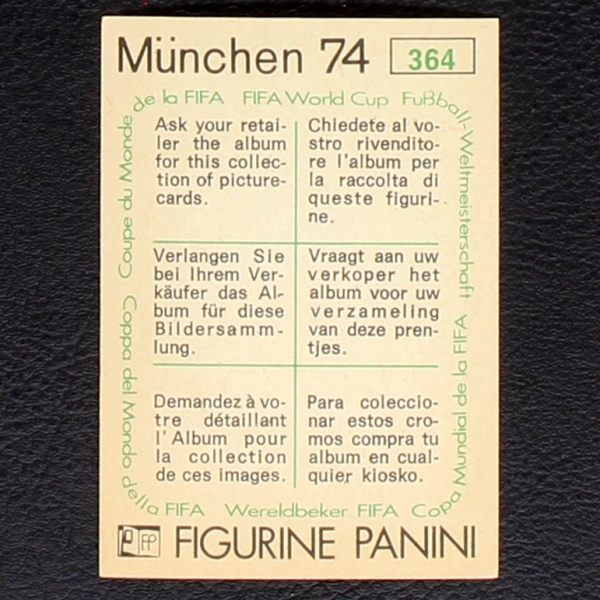 München 74 364
de la FIFA FIFA World Cup Fußball-Weltmeisterschaft
Ask your retai-
ler the album
for this collec-
tion of picture-
cards.
Chiedete al vo-
stro rivendito-
re l'album per
la raccolta di
queste figuri-
ne.
Verlangen Sie
bei Ihrem Ver-
käufer das Al-
bum für diese
Bildersamm-
lung.
Vraagt aan uw
verkoper het
album voor uw
verzameling
van deze pren-
tjes.
Demandez à vo-
tre détaillant
l'Album pour
la collection
de ces images.
Para coleccio-
nar estos cro-
mos compra tu
album en cual-
quier kiosko.
Coupe du Monde
Coppa del Mondo
della FIFA Wereldbeker FIFA Copa Mundial de la FIFA
FP FIGURINE PANINI